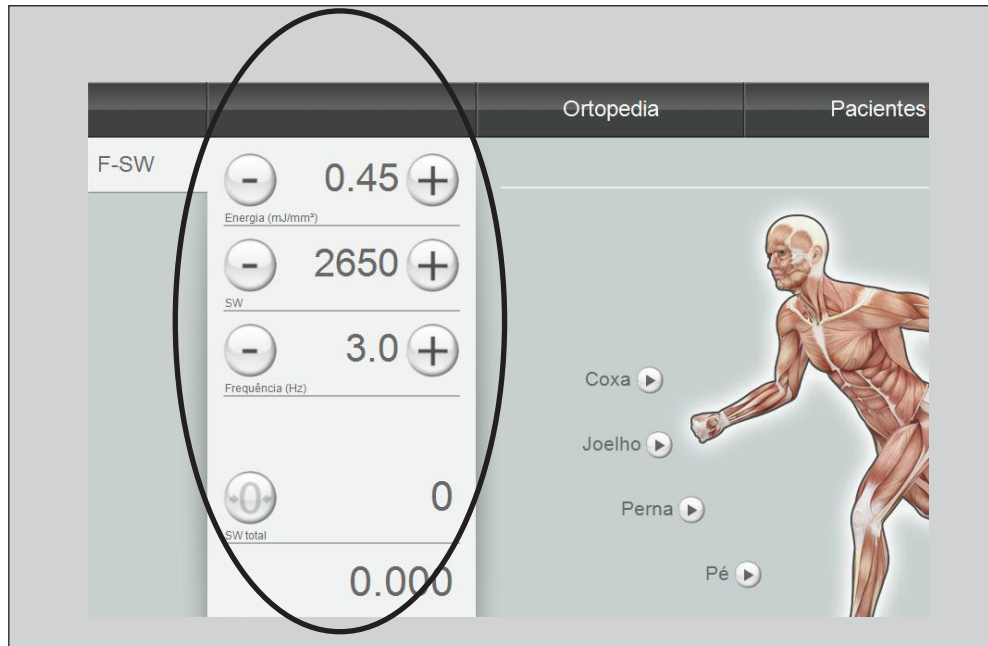 Ortopedia Pacientes
F-SW
- 0.45 +
Energia (mJ/mm²)
- 2650 +
SW
- 3.0 +
Frequência (Hz)
Coxa
Joelho
0 0
Perna
SW total
0.000
Pé